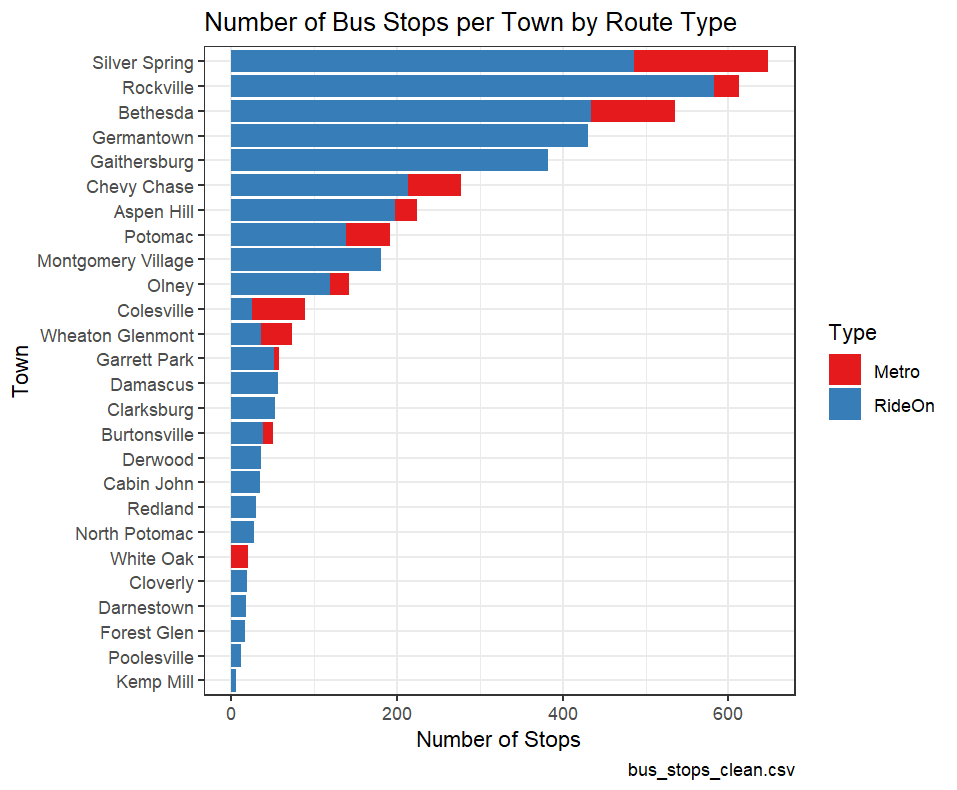 Number of Bus Stops per Town by Route Type
Town
Silver Spring
Rockville
Bethesda
Germantown
Gaithersburg
Chevy Chase
Aspen Hill
Potomac
Montgomery Village
Olney
Colesville
Wheaton Glenmont
Garrett Park
Damascus
Clarksburg
Burtonsville
Derwood
Cabin John
Redland
North Potomac
White Oak
Cloverly
Darnestown
Forest Glen
Poolesville
Kemp Mill
0 200 400 600
Number of Stops
Type
Metro
RideOn
bus_stops_clean.csv